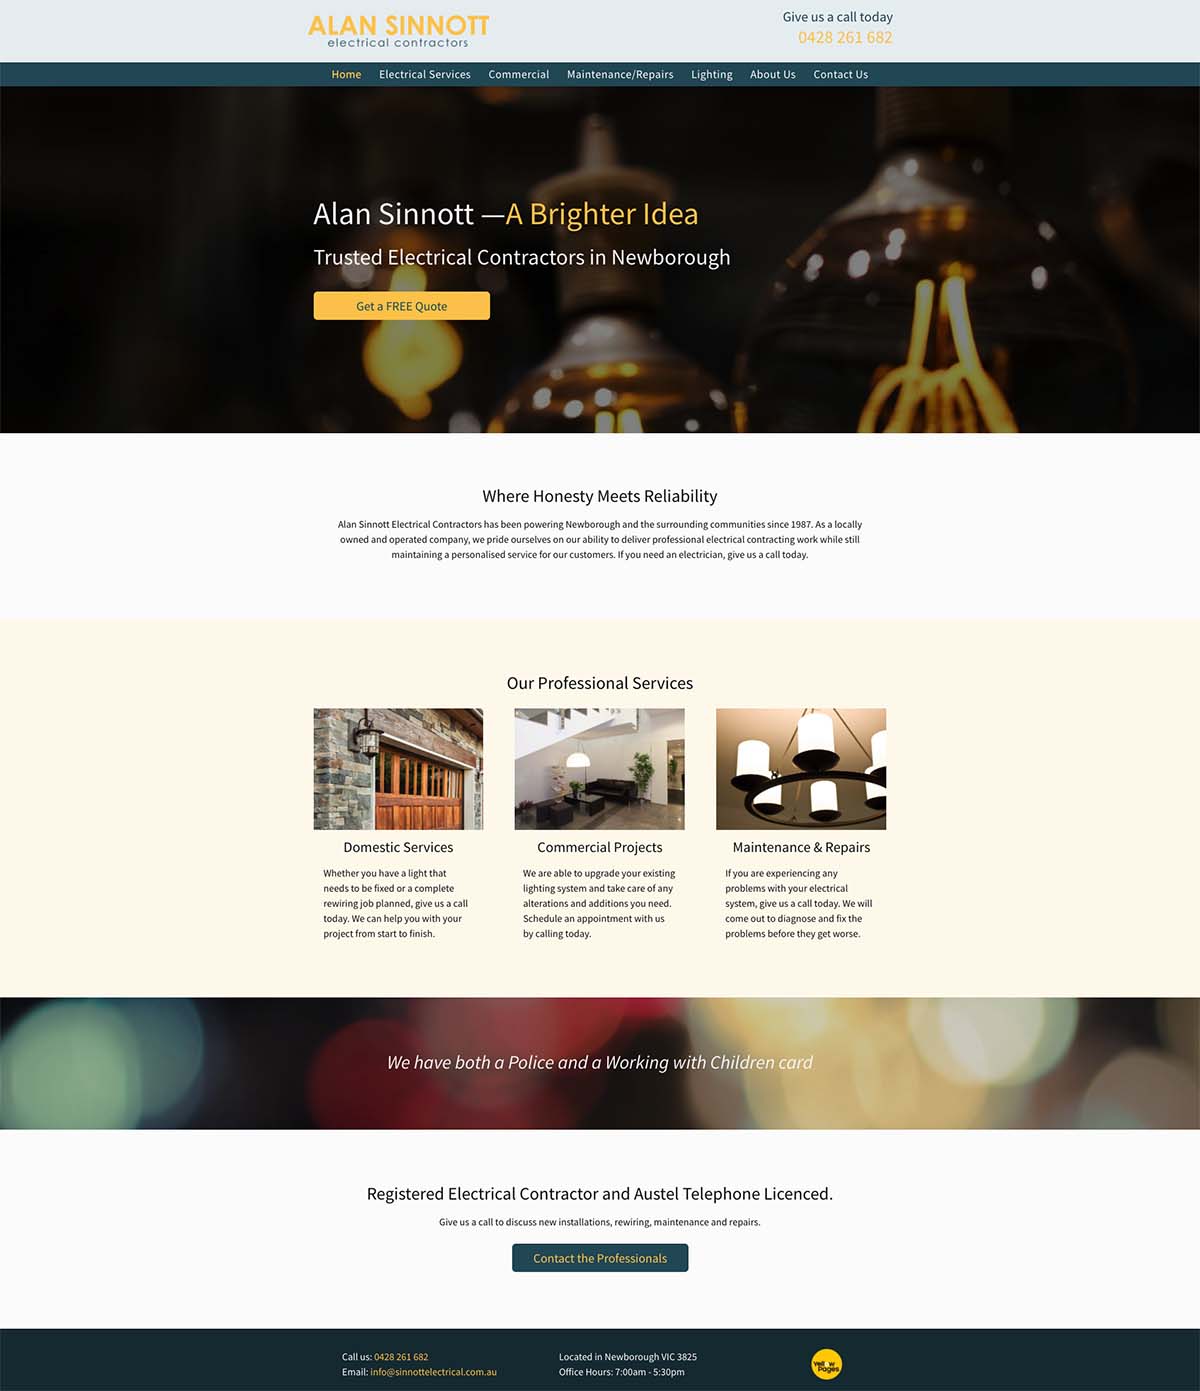 ALAN SINNOTT
electrical contractors
Give us a call today
0428 261 682
Home Electrical Services Commercial Maintenance/Repairs Lighting About Us Contact Us
Alan Sinnott —A Brighter Idea
Trusted Electrical Contractors in Newborough
Get a FREE Quote
Where Honesty Meets Reliability
Alan Sinnott Electrical Contractors has been powering Newborough and the surrounding communities since 1987. As a locally
owned and operated company, we pride ourselves on our ability to deliver professional electrical contracting work while still
maintaining a personalised service for our customers. If you need an electrician, give us a call today.
Our Professional Services
Domestic Services
Whether you have a light that
needs to be fixed or a complete
rewiring job planned, give us a call
today. We can help you with your
project from start to finish.
Commercial Projects
We are able to upgrade your existing
lighting system and take care of any
alterations and additions you need.
Schedule an appointment with us
by calling today.
Maintenance & Repairs
If you are experiencing any
problems with your electrical
system, give us a call today. We will
come out to diagnose and fix the
problems before they get worse.
We have both a Police and a Working with Children card
Registered Electrical Contractor and Austel Telephone Licenced.
Give us a call to discuss new installations, rewiring, maintenance and repairs.
Contact the Professionals
Call us: 0428 261 682
Email: info@sinnottelectrical.com.au
Located in Newborough VIC 3825
Office Hours: 7:00am - 5:30pm
Yellow
Pages